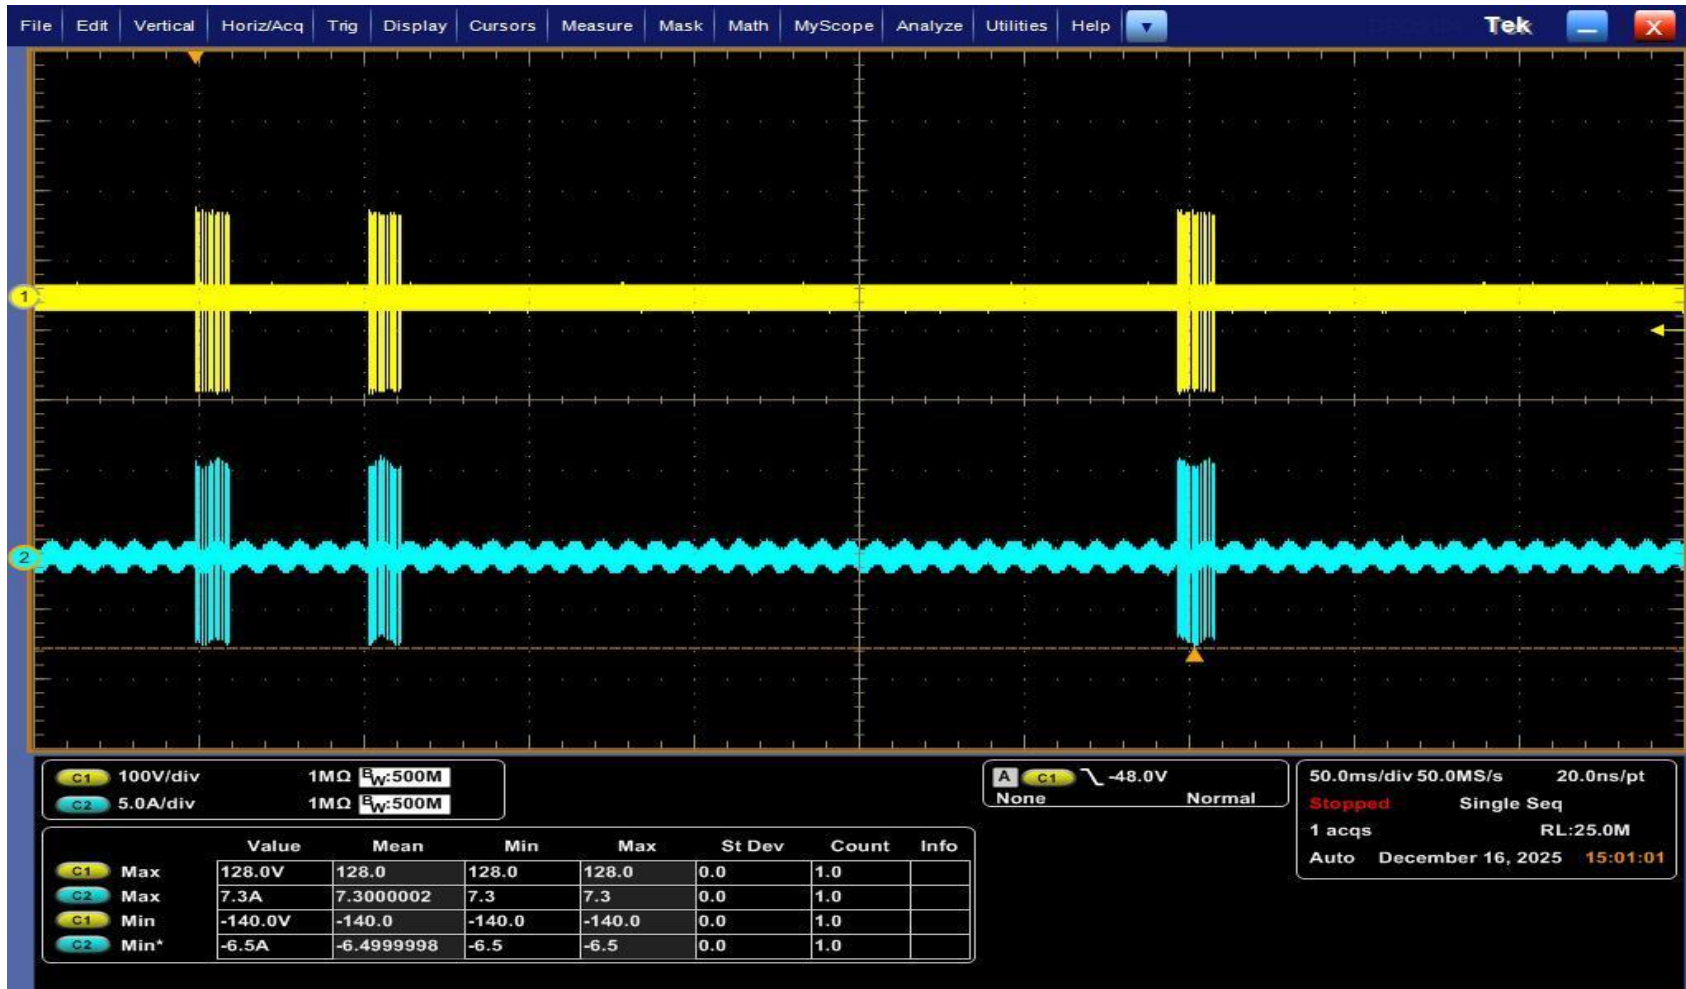 File Edit Vertical Horiz/Acq Trig Display Cursors Measure Mask Math MyScope Analyze Utilities Help Tek X
1
2
C1 100V/div 1MΩ BW:500M
C2 5.0A/div 1MΩ BW:500M
A C1 -48.0V
None Normal
50.0ms/div 50.0MS/s 20.0ns/pt
Stopped Single Seq
1 acqs RL:25.0M
Auto December 16, 2025 15:01:01
Value Mean Min Max St Dev Count Info
C1 Max 128.0V 128.0 128.0 128.0 0.0 1.0
C2 Max 7.3A 7.3000002 7.3 7.3 0.0 1.0
C1 Min -140.0V -140.0 -140.0 -140.0 0.0 1.0
C2 Min* -6.5A -6.4999998 -6.5 -6.5 0.0 1.0